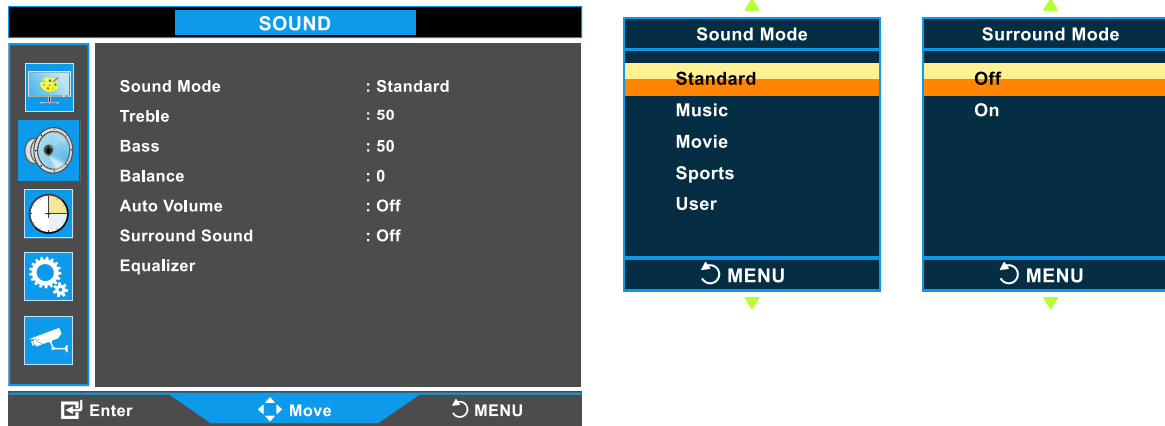 SOUND
Sound Mode : Standard
Treble : 50
Bass : 50
Balance : 0
Auto Volume : Off
Surround Sound : Off
Equalizer
Enter Move MENU
Sound Mode
Standard
Music
Movie
Sports
User
MENU
Surround Mode
Off
On
MENU